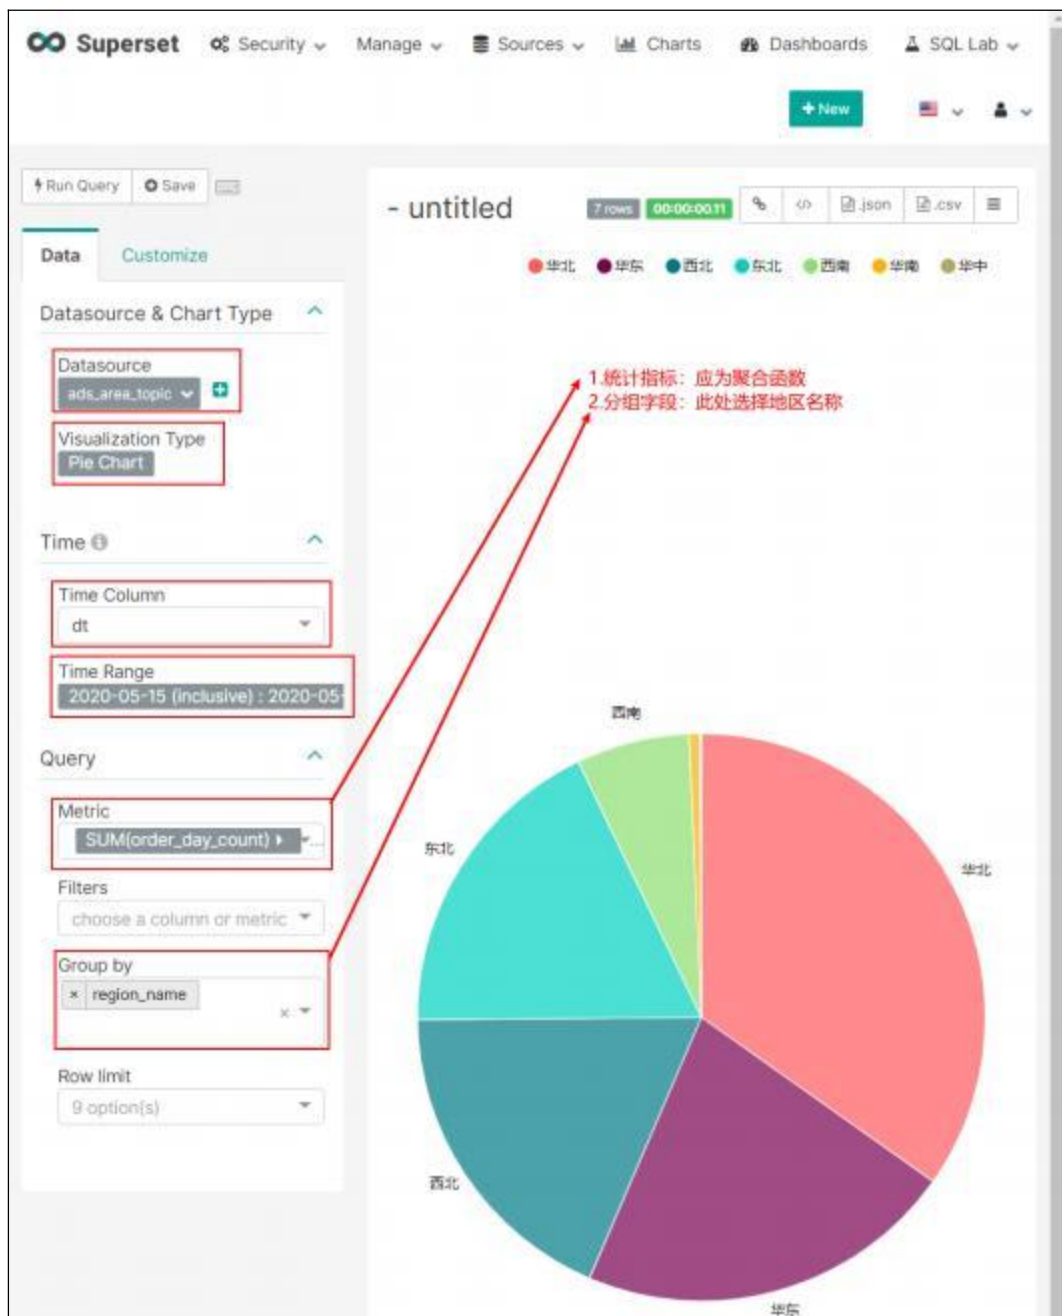 Superset Security Manage Sources Charts Dashboards SQL Lab
+ New
Run Query Save
- untitled 7 rows 00:00:00.11 </> .json .csv
Data Customize
华北 华东 西北 东北 西南 华南 华中
Datasource & Chart Type
Datasource
ads_area_topic
Visualization Type
Pie Chart
1.统计指标：应为聚合函数
2.分组字段：此处选择地区名称
Time
Time Column
dt
Time Range
2020-05-15 (inclusive) : 2020-05-
Query
Metric
SUM(order_day_count)
Filters
choose a column or metric
Group by
× region_name
×
Row limit
9 option(s)
西南
东北
华北
西北
华东